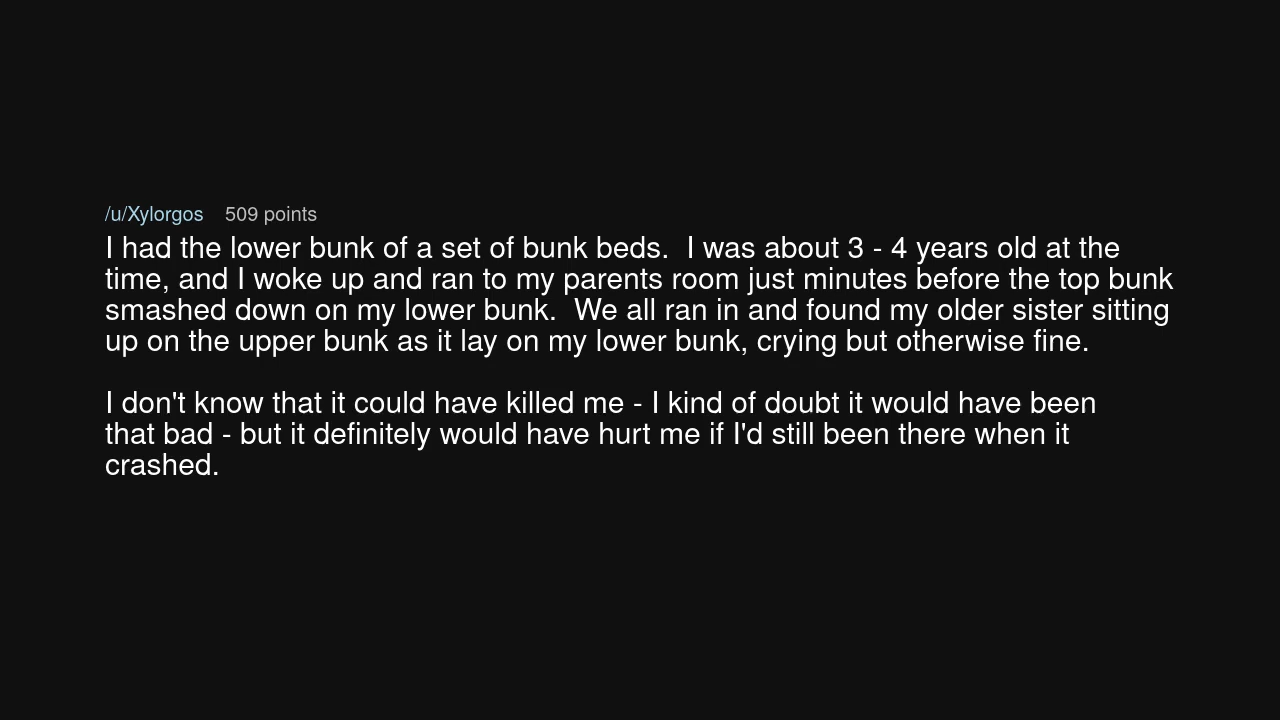 /u/Xylorgos 509 points
I had the lower bunk of a set of bunk beds.  I was about 3 - 4 years old at the
time, and I woke up and ran to my parents room just minutes before the top bunk
smashed down on my lower bunk.  We all ran in and found my older sister sitting
up on the upper bunk as it lay on my lower bunk, crying but otherwise fine.
I don't know that it could have killed me - I kind of doubt it would have been
that bad - but it definitely would have hurt me if I'd still been there when it
crashed.